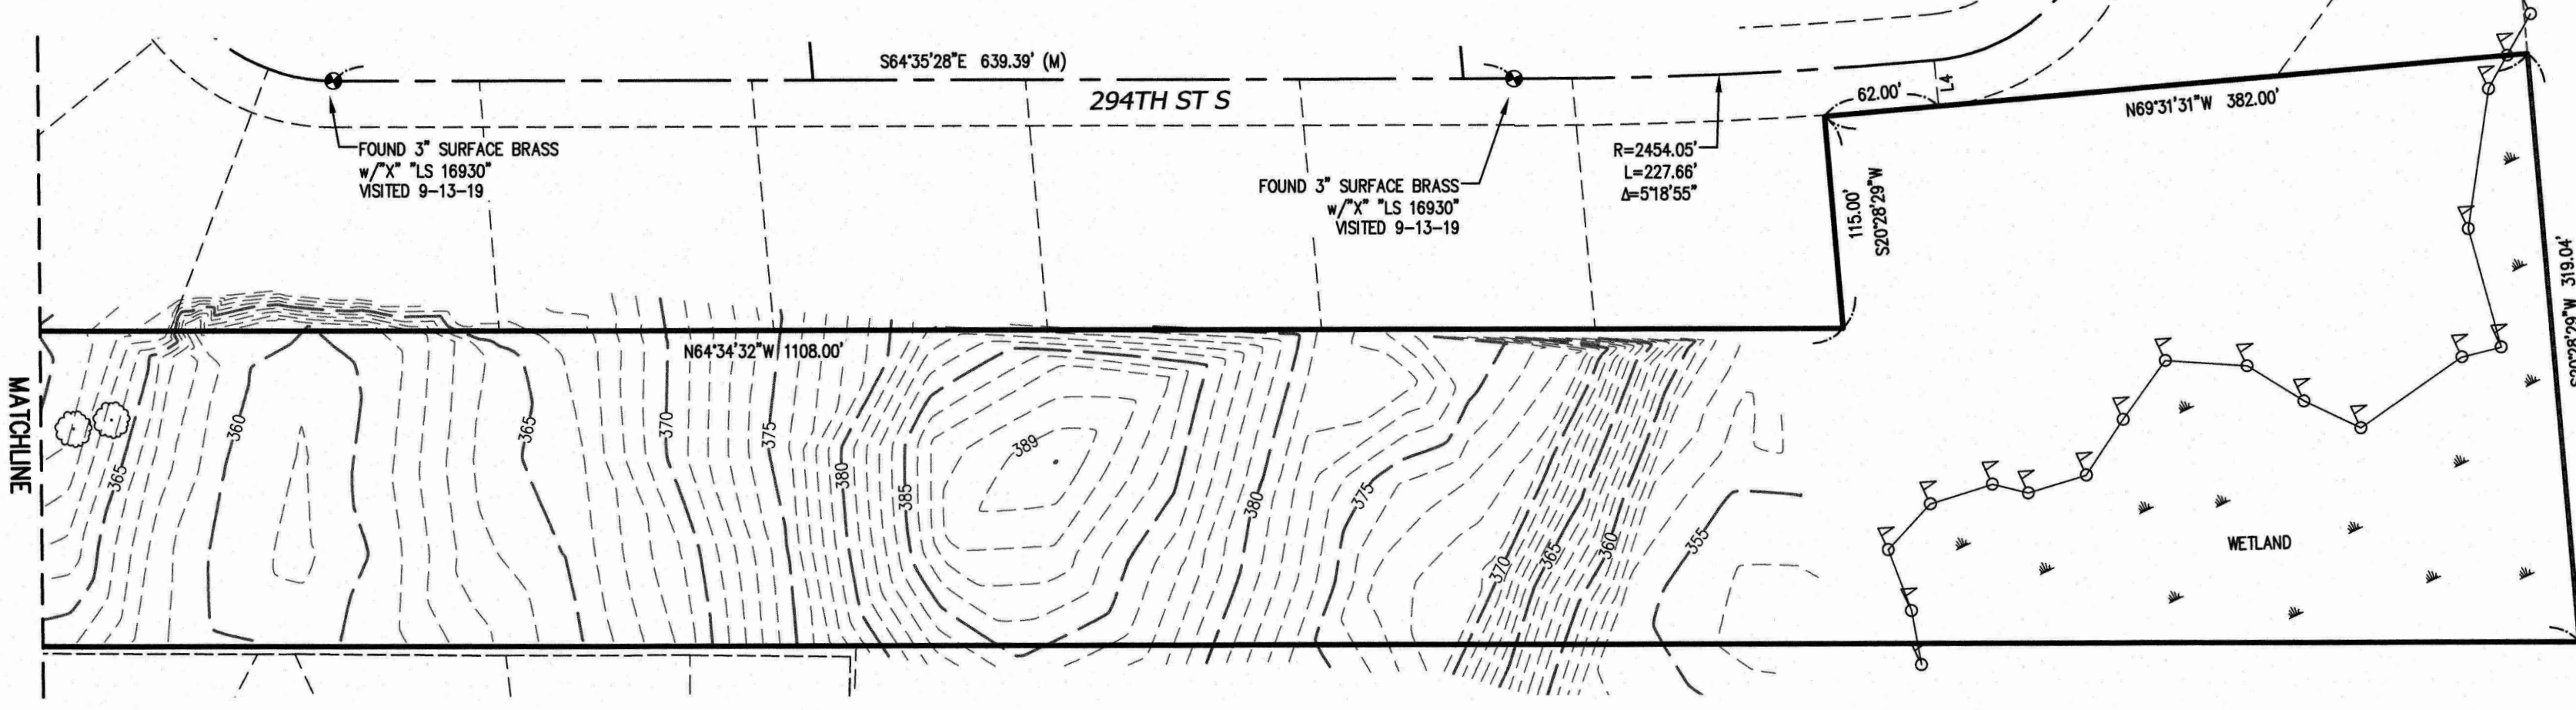 S64°35'28"E 639.39' (M)
294TH ST S
FOUND 3" SURFACE BRASS
w/"X" "LS 16930"
VISITED 9-13-19
FOUND 3" SURFACE BRASS
w/"X" "LS 16930"
VISITED 9-13-19
R=2454.05'
L=227.66'
Δ=5°18'55"
62.00'
L4
N69°31'31"W 382.00'
115.00'
S20°28'29"W
S20°28'29"W 319.04'
N64°34'32"W 1108.00'
MATCHLINE
365
360
365
370
375
380
385
389
380
375
370
365
360
355
WETLAND